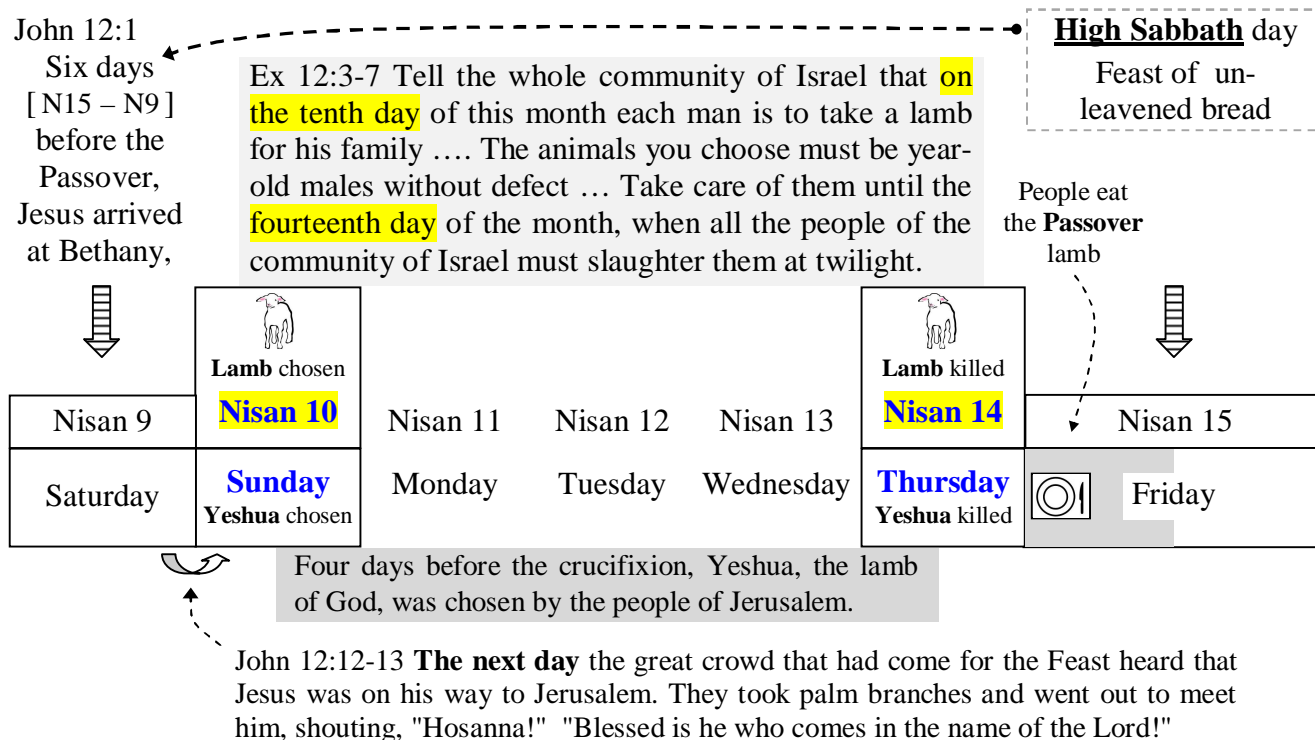 John 12:1
Six days
[ N15 – N9 ]
before the
Passover,
Jesus arrived
at Bethany,
Ex 12:3-7 Tell the whole community of Israel that on
the tenth day of this month each man is to take a lamb
for his family …. The animals you choose must be year-
old males without defect … Take care of them until the
fourteenth day of the month, when all the people of the
community of Israel must slaughter them at twilight.
High Sabbath day
Feast of un-
leavened bread
People eat
the Passover
lamb
Lamb chosen
Lamb killed
Nisan 9
Nisan 10
Nisan 11
Nisan 12
Nisan 13
Nisan 14
Nisan 15
Saturday
Sunday
Yeshua chosen
Monday
Tuesday
Wednesday
Thursday
Yeshua killed
Friday
Four days before the crucifixion, Yeshua, the lamb
of God, was chosen by the people of Jerusalem.
John 12:12-13 The next day the great crowd that had come for the Feast heard that
Jesus was on his way to Jerusalem. They took palm branches and went out to meet
him, shouting, "Hosanna!" "Blessed is he who comes in the name of the Lord!"